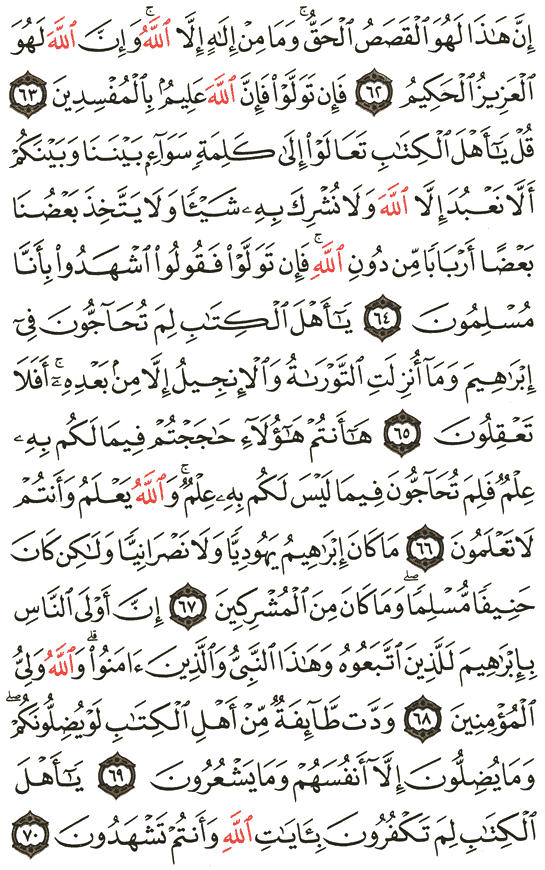 إِنَّ هَٰذَا لَهُوَ ٱلْقَصَصُ ٱلْحَقُّ ۚ وَمَا مِنْ إِلَٰهٍ إِلَّا ٱللَّهُ ۚ وَإِنَّ ٱللَّهَ لَهُوَ
ٱلْعَزِيزُ ٱلْحَكِيمُ ٦٢ فَإِن تَوَلَّوْا۟ فَإِنَّ ٱللَّهَ عَلِيمٌۢ بِٱلْمُفْسِدِينَ ٦٣
قُلْ يَٰٓأَهْلَ ٱلْكِتَٰبِ تَعَالَوْا۟ إِلَىٰ كَلِمَةٍ سَوَآءٍۭ بَيْنَنَا وَبَيْنَكُمْ
أَلَّا نَعْبُدَ إِلَّا ٱللَّهَ وَلَا نُشْرِكَ بِهِۦ شَيْـًٔا وَلَا يَتَّخِذَ بَعْضُنَا
بَعْضًا أَرْبَابًا مِّن دُونِ ٱللَّهِ ۚ فَإِن تَوَلَّوْا۟ فَقُولُوا۟ ٱشْهَدُوا۟ بِأَنَّا
مُسْلِمُونَ ٦٤ يَٰٓأَهْلَ ٱلْكِتَٰبِ لِمَ تُحَآجُّونَ فِىٓ
إِبْرَٰهِيمَ وَمَآ أُنزِلَتِ ٱلتَّوْرَىٰةُ وَٱلْإِنجِيلُ إِلَّا مِنۢ بَعْدِهِۦٓ ۚ أَفَلَا
تَعْقِلُونَ ٦٥ هَٰٓأَنتُمْ هَٰٓؤُلَآءِ حَٰجَجْتُمْ فِيمَا لَكُم بِهِۦ
عِلْمٌ فَلِمَ تُحَآجُّونَ فِيمَا لَيْسَ لَكُم بِهِۦ عِلْمٌ ۚ وَٱللَّهُ يَعْلَمُ وَأَنتُمْ
لَا تَعْلَمُونَ ٦٦ مَا كَانَ إِبْرَٰهِيمُ يَهُودِيًّا وَلَا نَصْرَانِيًّا وَلَٰكِن كَانَ
حَنِيفًا مُّسْلِمًا ۖ وَمَا كَانَ مِنَ ٱلْمُشْرِكِينَ ٦٧ إِنَّ أَوْلَى ٱلنَّاسِ
بِإِبْرَٰهِيمَ لَلَّذِينَ ٱتَّبَعُوهُ وَهَٰذَا ٱلنَّبِىُّ وَٱلَّذِينَ ءَامَنُوا۟ ۗ وَٱللَّهُ وَلِىُّ
ٱلْمُؤْمِنِينَ ٦٨ وَدَّت طَّآئِفَةٌ مِّنْ أَهْلِ ٱلْكِتَٰبِ لَوْ يُضِلُّونَكُمْ ۖ
وَمَا يُضِلُّونَ إِلَّآ أَنفُسَهُمْ وَمَا يَشْعُرُونَ ٦٩ يَٰٓأَهْلَ
ٱلْكِتَٰبِ لِمَ تَكْفُرُونَ بِـَٔايَٰتِ ٱللَّهِ وَأَنتُمْ تَشْهَدُونَ ٧٠